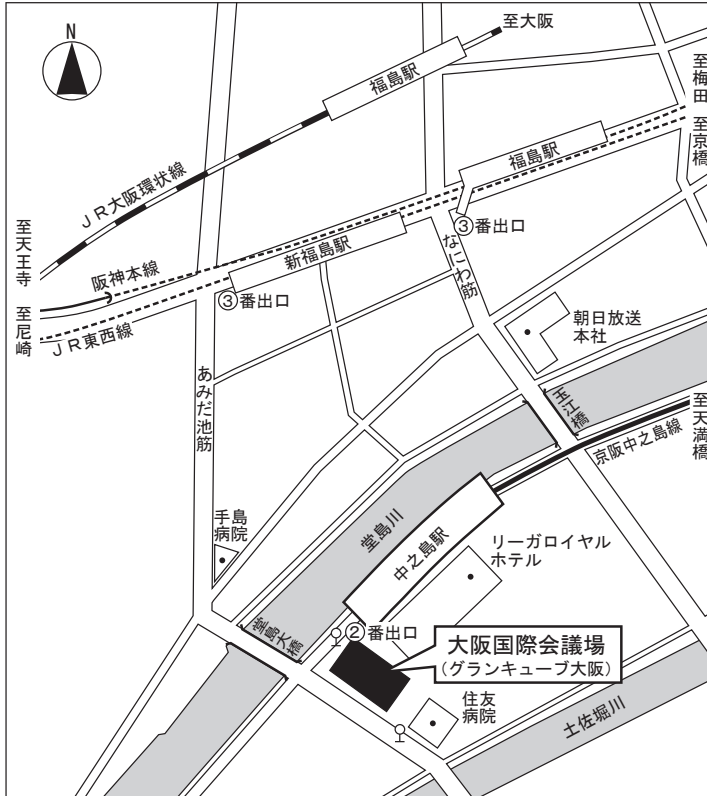 N
至大阪
福島駅
至梅田
至京橋
JR大阪環状線
福島駅
③番出口
至天王寺
阪神本線
新福島駅
なにわ筋
至尼崎
JR東西線
③番出口
朝日放送
本社
あみだ池筋
玉江橋
至天満橋
京阪中之島線
手島
病院
堂島川
中之島駅
リーガロイヤル
ホテル
堂島大橋
②番出口
大阪国際会議場
(グランキューブ大阪)
住友
病院
土佐堀川